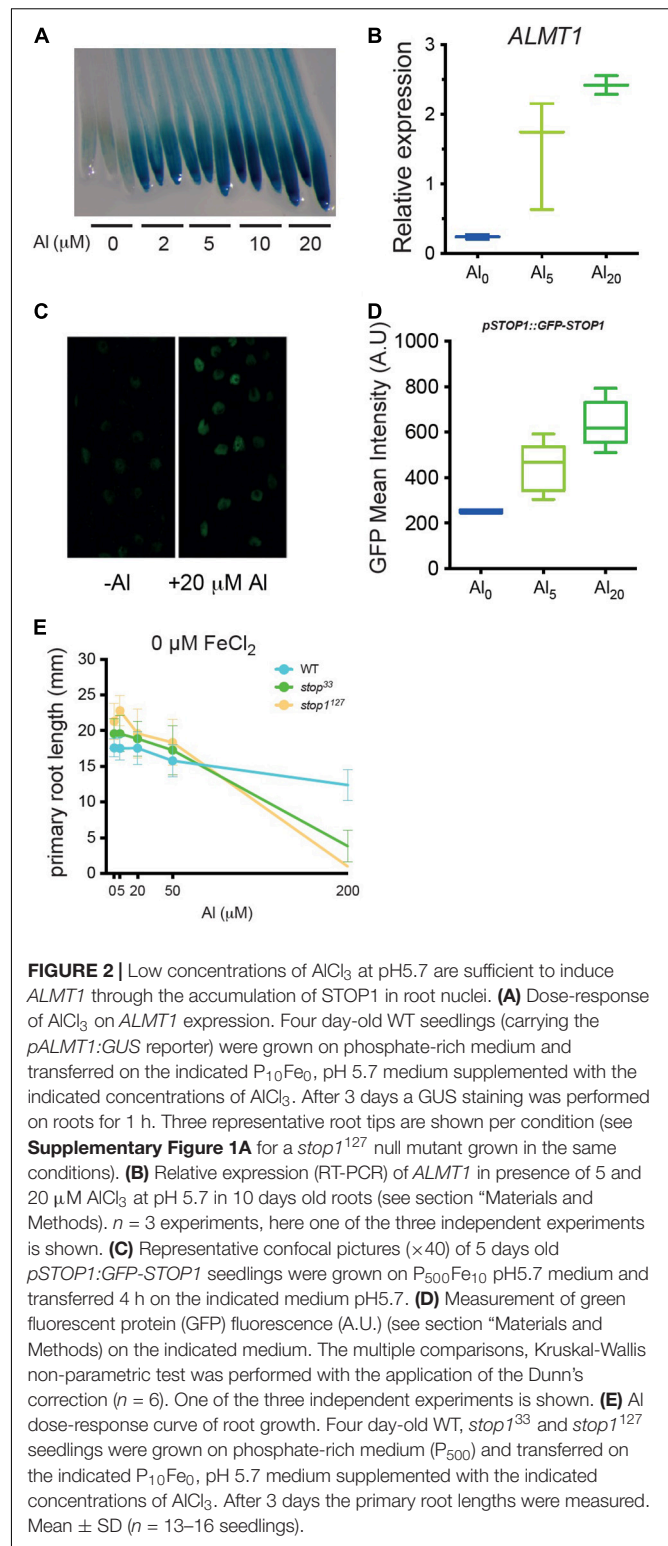 A
Al (μM) 0 2 5 10 20
B
ALMT1
Relative expression
3
2
1
0
Al₀ Al₅ Al₂₀
C
-Al +20 μM Al
D
pSTOP1::GFP-STOP1
GFP Mean Intensity (A.U)
1000
800
600
400
200
0
Al₀ Al₅ Al₂₀
E
0 μM FeCl₂
primary root length (mm)
30
25
20
15
10
5
0
WT
stop³³
stop1¹²⁷
0 5 20 50 200
Al (μM)
FIGURE 2 | Low concentrations of AlCl₃ at pH5.7 are sufficient to induce
ALMT1 through the accumulation of STOP1 in root nuclei. (A) Dose-response
of AlCl₃ on ALMT1 expression. Four day-old WT seedlings (carrying the
pALMT1:GUS reporter) were grown on phosphate-rich medium and
transferred on the indicated P₁₀Fe₀, pH 5.7 medium supplemented with the
indicated concentrations of AlCl₃. After 3 days a GUS staining was performed
on roots for 1 h. Three representative root tips are shown per condition (see
Supplementary Figure 1A for a stop1¹²⁷ null mutant grown in the same
conditions). (B) Relative expression (RT-PCR) of ALMT1 in presence of 5 and
20 μM AlCl₃ at pH 5.7 in 10 days old roots (see section “Materials and
Methods). n = 3 experiments, here one of the three independent experiments
is shown. (C) Representative confocal pictures (×40) of 5 days old
pSTOP1:GFP-STOP1 seedlings were grown on P₅₀₀Fe₁₀ pH5.7 medium and
transferred 4 h on the indicated medium pH5.7. (D) Measurement of green
fluorescent protein (GFP) fluorescence (A.U.) (see section “Materials and
Methods) on the indicated medium. The multiple comparisons, Kruskal-Wallis
non-parametric test was performed with the application of the Dunn’s
correction (n = 6). One of the three independent experiments is shown. (E) Al
dose-response curve of root growth. Four day-old WT, stop1³³ and stop1¹²⁷
seedlings were grown on phosphate-rich medium (P₅₀₀) and transferred on
the indicated P₁₀Fe₀, pH 5.7 medium supplemented with the indicated
concentrations of AlCl₃. After 3 days the primary root lengths were measured.
Mean ± SD (n = 13–16 seedlings).